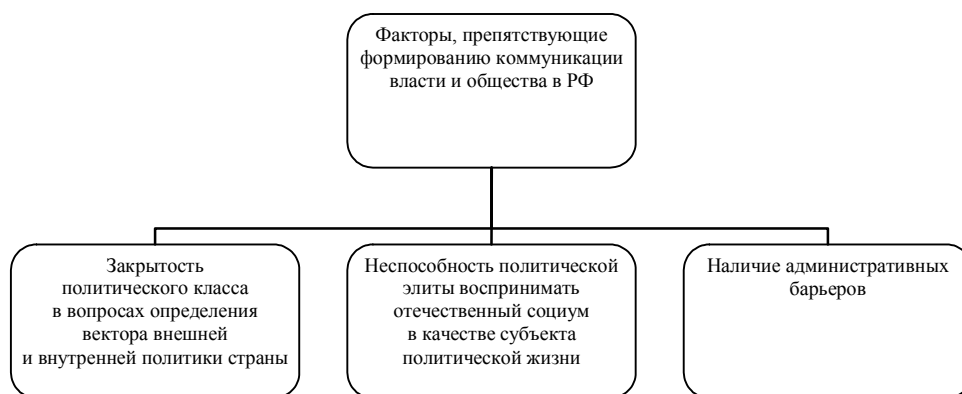 Факторы, препятствующие
формированию коммуникации
власти и общества в РФ
Закрытость
политического класса
в вопросах определения
вектора внешней
и внутренней политики страны
Неспособность политической
элиты воспринимать
отечественный социум
в качестве субъекта
политической жизни
Наличие административных
барьеров